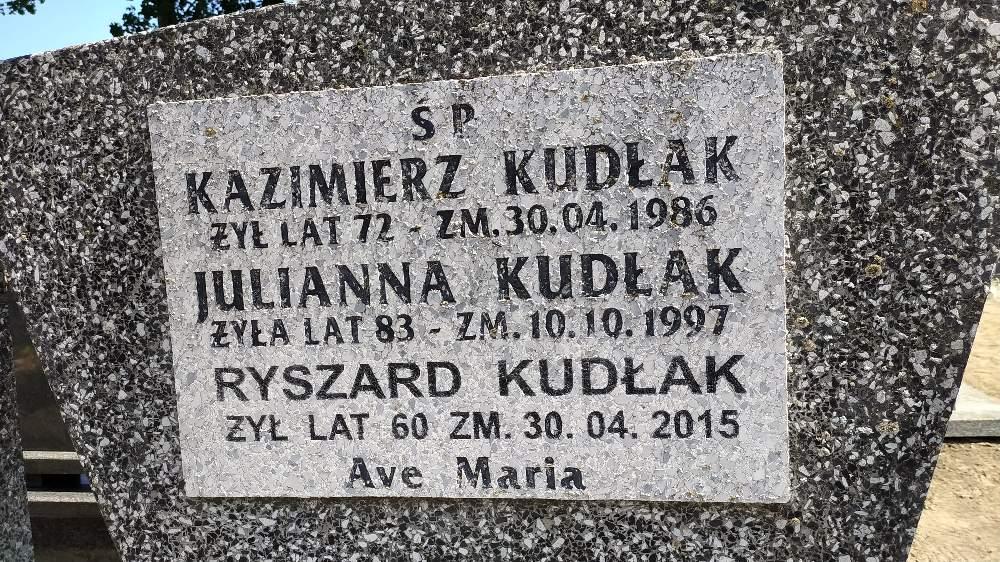 Ś P
KAZIMIERZ KUDŁAK
ŻYŁ LAT 72 - ZM. 30.04.1986
JULIANNA KUDŁAK
ŻYŁA LAT 83 - ZM. 10.10.1997
RYSZARD KUDŁAK
ŻYŁ LAT 60 ZM. 30. 04. 2015
Ave Maria